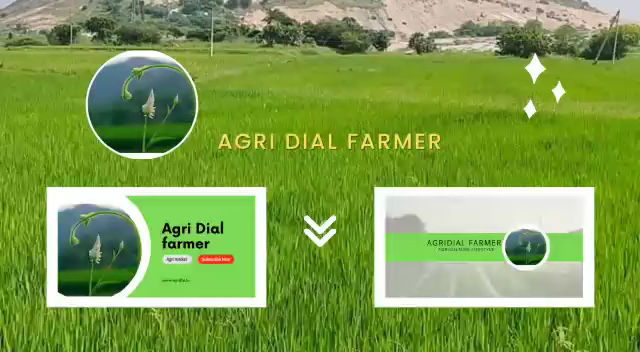 AGRI DIAL FARMER
Agri Dial
farmer
Agri market
Subscribe Now
AGRIDIAL FARMER